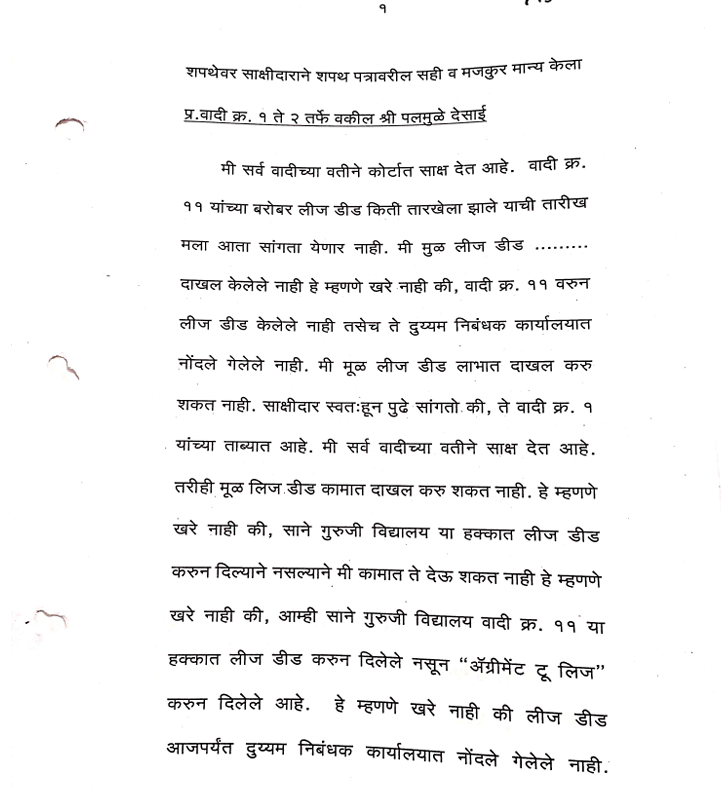 १
शपथेवर साक्षीदाराने शपथ पत्रावरील सही व मजकुर मान्य केला
प्र.वादी क्र. १ ते २ तर्फे वकील श्री पलमुळे देसाई
मी सर्व वादीच्या वतीने कोर्टात साक्ष देत आहे. वादी क्र.
११ यांच्या बरोबर लीज डीड किती तारखेला झाले याची तारीख
मला आता सांगता येणार नाही. मी मुळ लीज डीड .........
दाखल केलेले नाही हे म्हणणे खरे नाही की, वादी क्र. ११ वरुन
लीज डीड केलेले नाही तसेच ते दुय्यम निबंधक कार्यालयात
नोंदले गेलेले नाही. मी मूळ लीज डीड लाभात दाखल करु
शकत नाही. साक्षीदार स्वतःहून पुढे सांगतो की, ते वादी क्र. १
यांच्या ताब्यात आहे. मी सर्व वादीच्या वतीने साक्ष देत आहे.
तरीही मूळ लिज डीड कामात दाखल करु शकत नाही. हे म्हणणे
खरे नाही की, साने गुरुजी विद्यालय या हक्कात लीज डीड
करुन दिल्याने नसल्याने मी कामात ते देऊ शकत नाही हे म्हणणे
खरे नाही की, आम्ही साने गुरुजी विद्यालय वादी क्र. ११ या
हक्कात लीज डीड करुन दिलेले नसून “ॲग्रीमेंट टू लिज”
करुन दिलेले आहे. हे म्हणणे खरे नाही की लीज डीड
आजपर्यंत दुय्यम निबंधक कार्यालयात नोंदले गेलेले नाही.